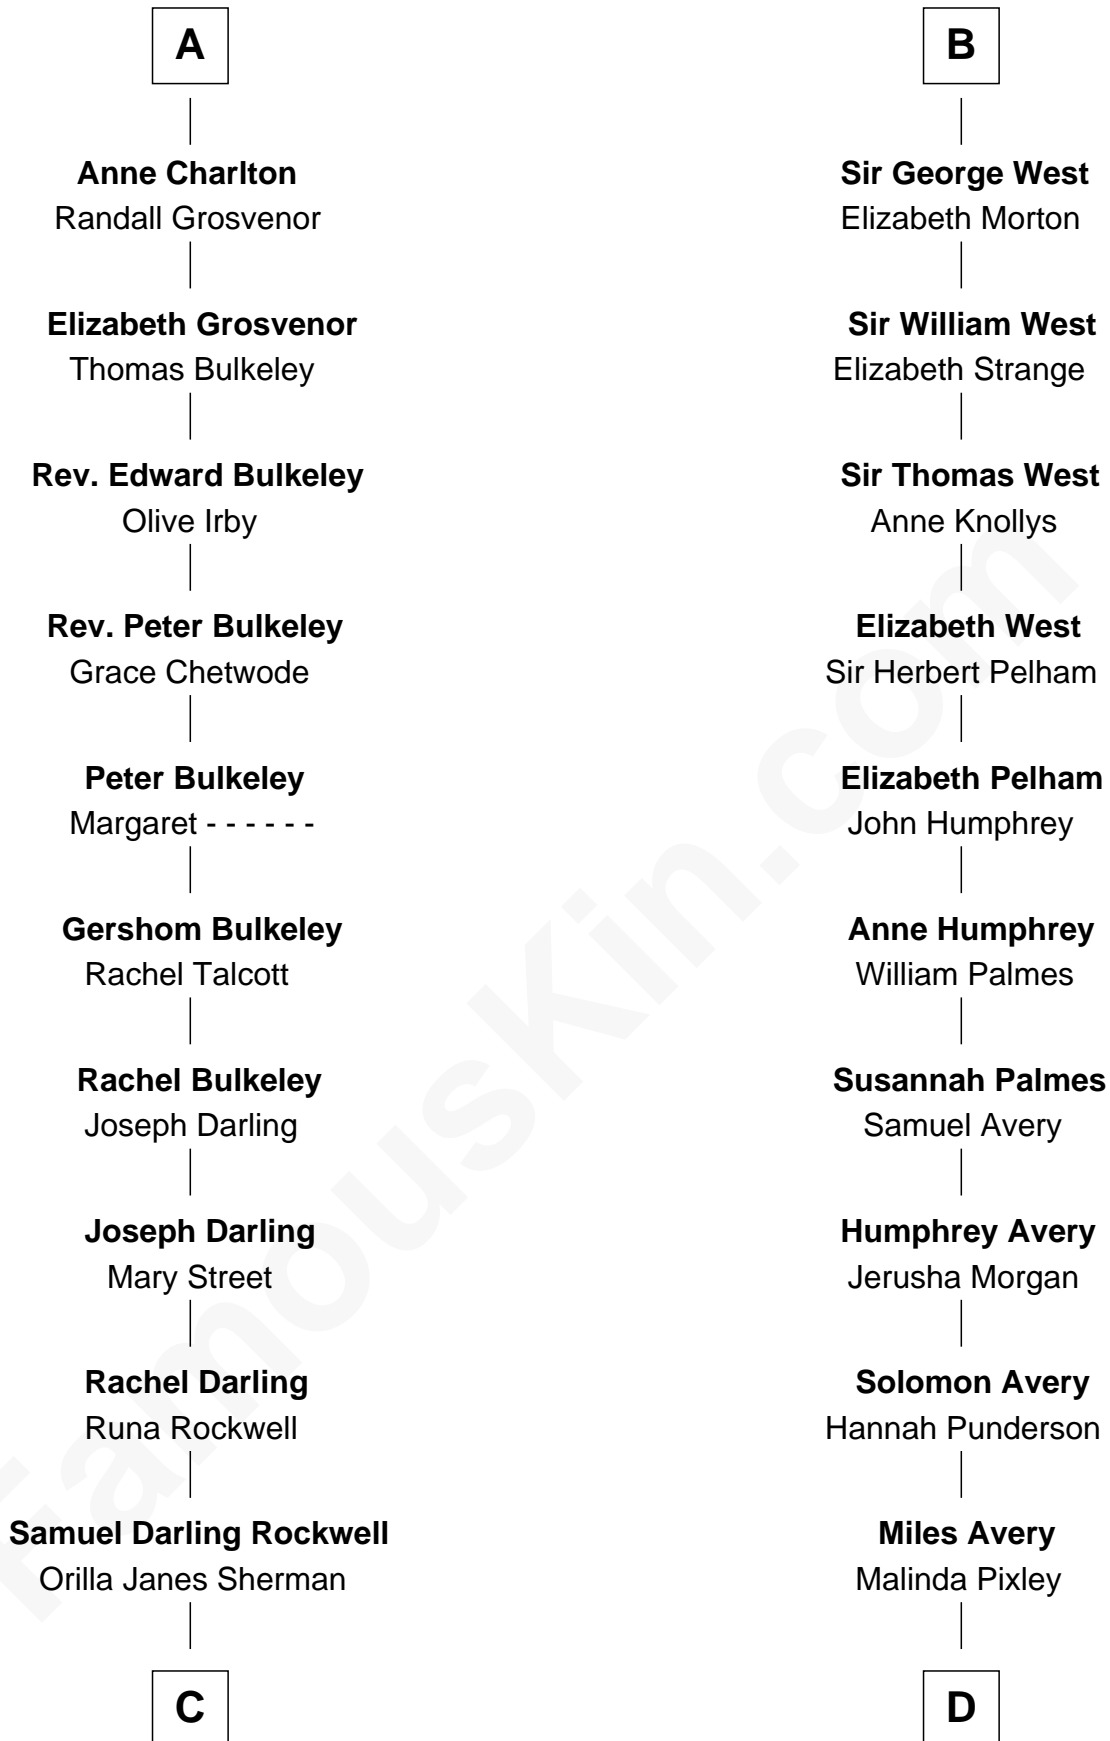 A
Anne Charlton
Randall Grosvenor
Elizabeth Grosvenor
Thomas Bulkeley
Rev. Edward Bulkeley
Olive Irby
Rev. Peter Bulkeley
Grace Chetwode
Peter Bulkeley
Margaret - - - - - -
Gershom Bulkeley
Rachel Talcott
Rachel Bulkeley
Joseph Darling
Joseph Darling
Mary Street
Rachel Darling
Runa Rockwell
Samuel Darling Rockwell
Orilla Janes Sherman
C
B
Sir George West
Elizabeth Morton
Sir William West
Elizabeth Strange
Sir Thomas West
Anne Knollys
Elizabeth West
Sir Herbert Pelham
Elizabeth Pelham
John Humphrey
Anne Humphrey
William Palmes
Susannah Palmes
Samuel Avery
Humphrey Avery
Jerusha Morgan
Solomon Avery
Hannah Punderson
Miles Avery
Malinda Pixley
D
FamousKin.com